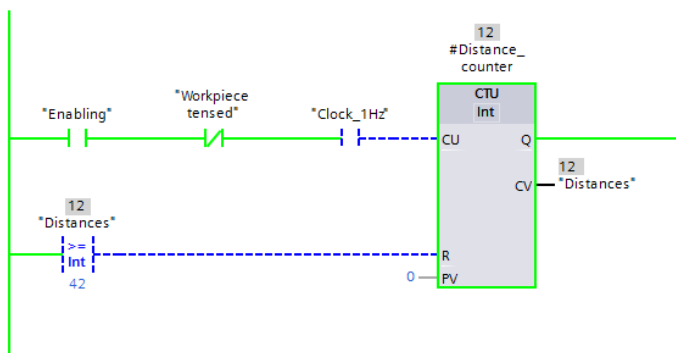 12
#Distance_
counter
CTU
Int
"Enabling"
"Workpiece
tensed"
"Clock_1Hz"
CU
Q
CV
12
"Distances"
12
"Distances"
>=
Int
42
R
0
PV